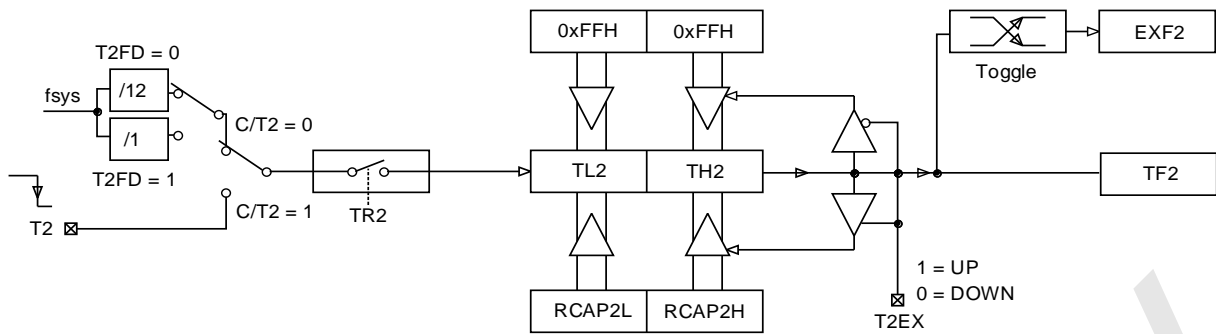 0xFFH
0xFFH
EXF2
Toggle
T2FD = 0
/12
fsys
/1
T2FD = 1
C/T2 = 0
C/T2 = 1
T2
TR2
TL2
TH2
TF2
1 = UP
0 = DOWN
T2EX
RCAP2L
RCAP2H